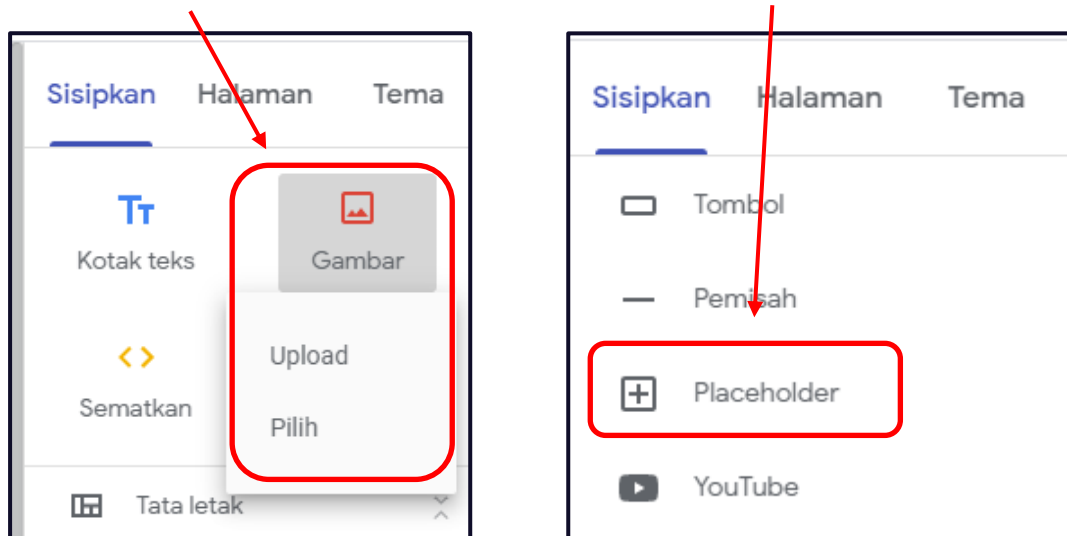 Sisipkan Halaman Tema
Kotak teks Gambar
Upload
Sematkan
Pilih
Tata letak
Sisipkan Halaman Tema
Tombol
Pemisah
Placeholder
YouTube